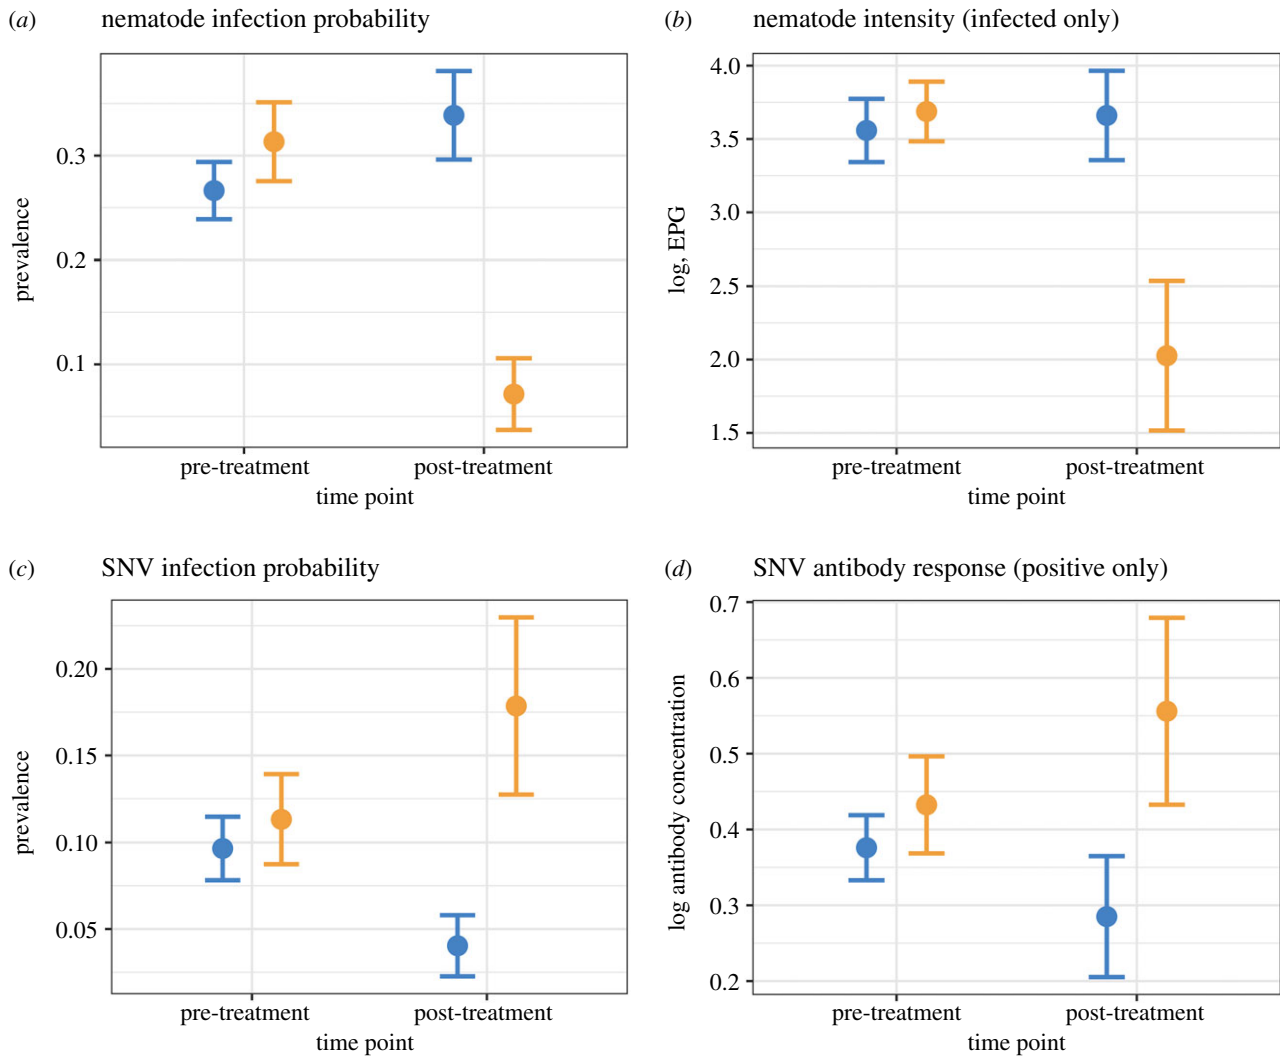 (a) nematode infection probability
prevalence
0.3
0.2
0.1
pre-treatment post-treatment
time point
(b) nematode intensity (infected only)
log, EPG
4.0
3.5
3.0
2.5
2.0
1.5
pre-treatment post-treatment
time point
(c) SNV infection probability
prevalence
0.20
0.15
0.10
0.05
pre-treatment post-treatment
time point
(d) SNV antibody response (positive only)
log antibody concentration
0.7
0.6
0.5
0.4
0.3
0.2
pre-treatment post-treatment
time point